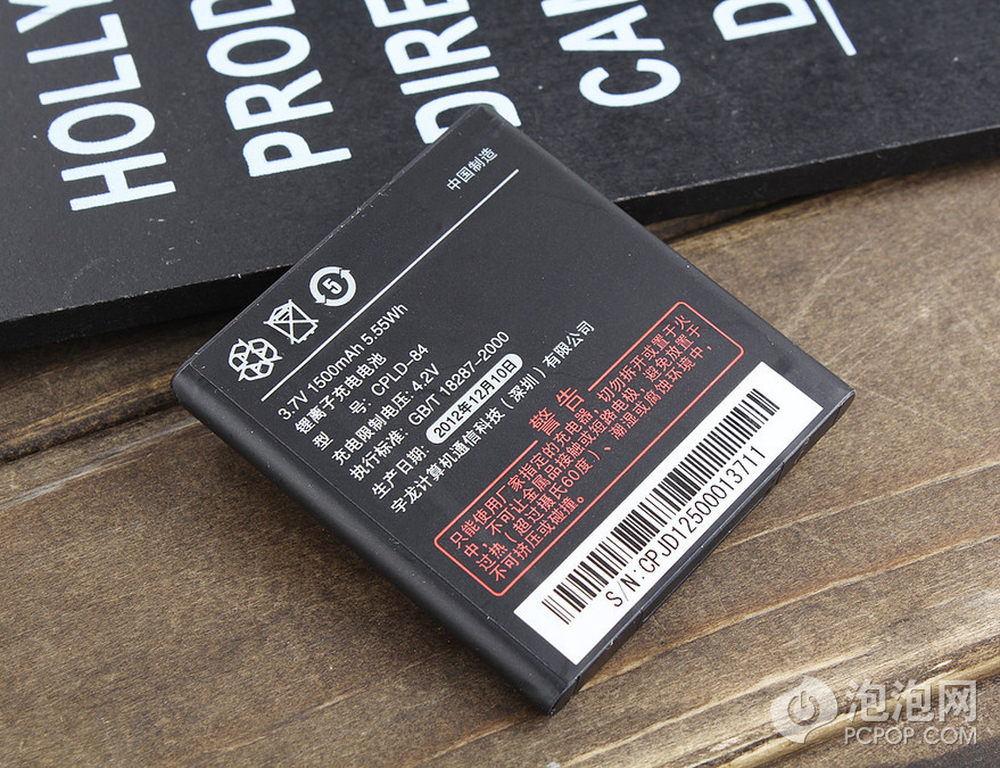 HOLLY
PROD
DIRE
CAM
D
中国制造
5
3.7V 1500mAh 5.55Wh
锂离子充电电池
型 号: CPLD-84
充电限制电压: 4.2V
执行标准: GB/T 18287-2000
生产日期: 2012年12月10日
宇龙计算机通信科技(深圳)有限公司
警告
只能使用厂家指定的充电器,切勿拆开或置于火
中,不可让金属品接触或短路电极,避免放置于
过热(超过摄氏60度)、潮湿或腐蚀环境中,
不可挤压或碰撞。
S/N:CPJD12500013711
泡泡网
PCPOP.COM